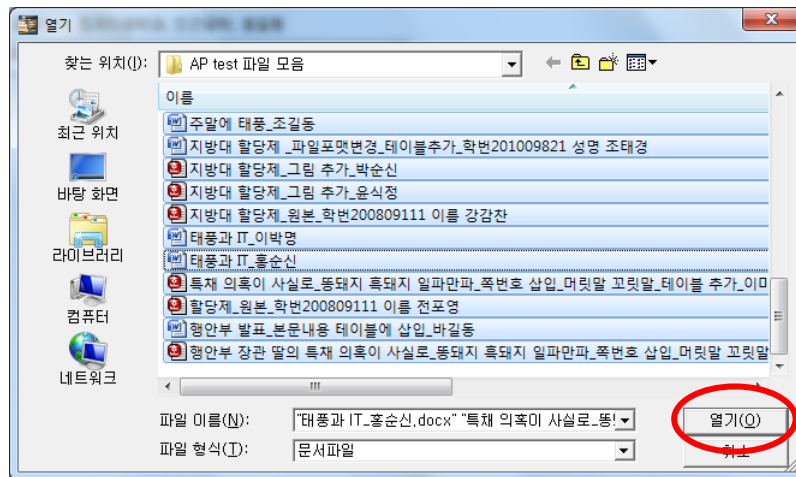 열기
찾는 위치(I):
AP test 파일 모음
최근 위치
바탕 화면
라이브러리
컴퓨터
네트워크
이름
주말에 태풍_조길동
지방대 할당제 _파일포맷변경_테이블추가_학번201009821 성명 조태경
지방대 할당제_그림 추가_박순신
지방대 할당제_그림 추가_윤식정
지방대 할당제_원본_학번200809111 이름 강감찬
태풍과 IT_이박명
태풍과 IT_홍순신
특채 의혹이 사실로_똥돼지 흑돼지 일파만파_쪽번호 삽입_머릿말 꼬릿말_테이블 추가_이미
할당제_원본_학번200809111 이름 전포영
행안부 발표_본문내용 테이블에 삽입_바길동
행안부 장관 딸의 특채 의혹이 사실로_똥돼지 흑돼지 일파만파_쪽번호 삽입_머릿말 꼬릿말
파일 이름(N):
"태풍과 IT_홍순신.docx" "특채 의혹이 사실로_똥!
열기(O)
파일 형식(T):
문서파일
취소